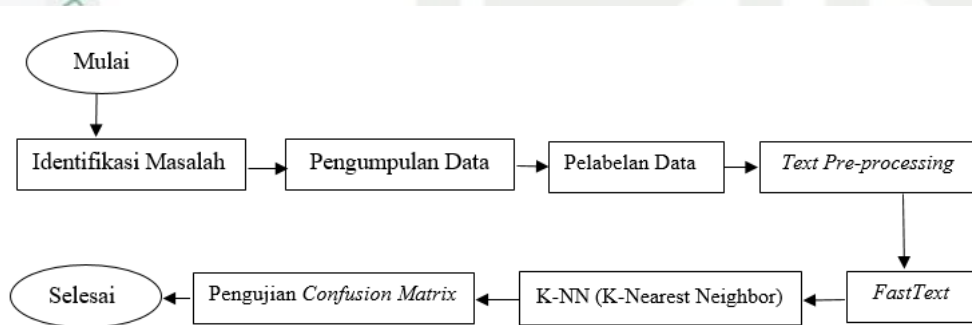 Mulai
Identifikasi Masalah
Pengumpulan Data
Pelabelan Data
Text Pre-processing
FastText
K-NN (K-Nearest Neighbor)
Pengujian Confusion Matrix
Selesai